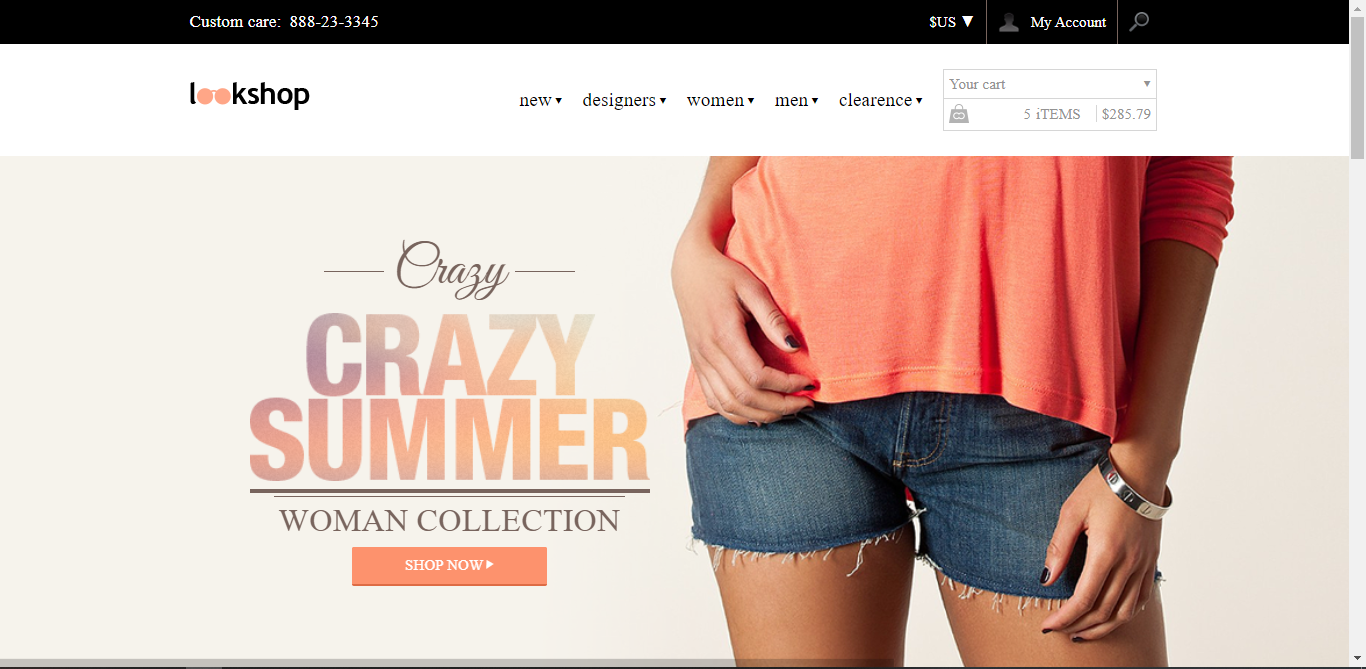 Custom care: 888-23-3345
$US ▼
My Account
lookshop
new ▾ designers ▾ women ▾ men ▾ clearence ▾
Your cart ▾
5 iTEMS | $285.79
Crazy
CRAZY
SUMMER
WOMAN COLLECTION
SHOP NOW ▸